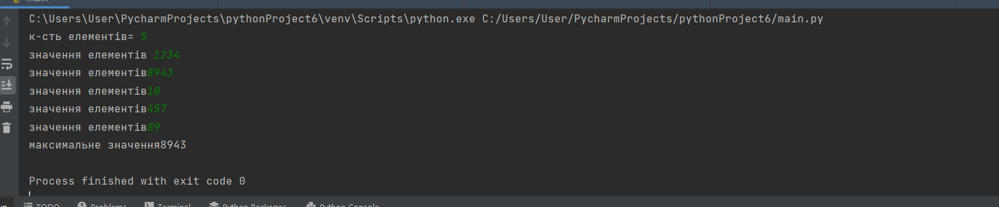 main
C:\Users\User\PycharmProjects\pythonProject6\venv\Scripts\python.exe C:/Users/User/PycharmProjects/pythonProject6/main.py
к-сть елементів= 5
значення елементів 1234
значення елементів8943
значення елементів10
значення елементів457
значення елементів89
максимальне значення8943
Process finished with exit code 0
TODO Problems Terminal Python Packages Python Console